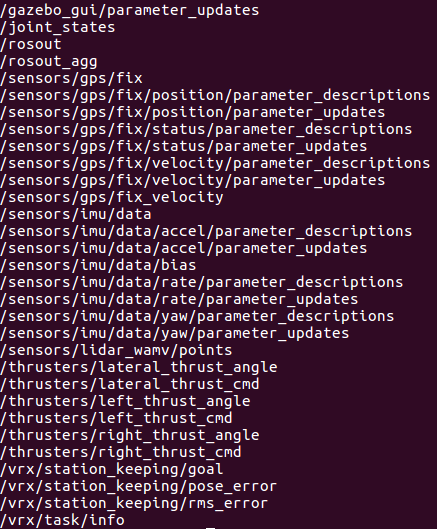 /gazebo_gui/parameter_updates
/joint_states
/rosout
/rosout_agg
/sensors/gps/fix
/sensors/gps/fix/position/parameter_descriptions
/sensors/gps/fix/position/parameter_updates
/sensors/gps/fix/status/parameter_descriptions
/sensors/gps/fix/status/parameter_updates
/sensors/gps/fix/velocity/parameter_descriptions
/sensors/gps/fix/velocity/parameter_updates
/sensors/gps/fix_velocity
/sensors/imu/data
/sensors/imu/data/accel/parameter_descriptions
/sensors/imu/data/accel/parameter_updates
/sensors/imu/data/bias
/sensors/imu/data/rate/parameter_descriptions
/sensors/imu/data/rate/parameter_updates
/sensors/imu/data/yaw/parameter_descriptions
/sensors/imu/data/yaw/parameter_updates
/sensors/lidar_wamv/points
/thrusters/lateral_thrust_angle
/thrusters/lateral_thrust_cmd
/thrusters/left_thrust_angle
/thrusters/left_thrust_cmd
/thrusters/right_thrust_angle
/thrusters/right_thrust_cmd
/vrx/station_keeping/goal
/vrx/station_keeping/pose_error
/vrx/station_keeping/rms_error
/vrx/task/info